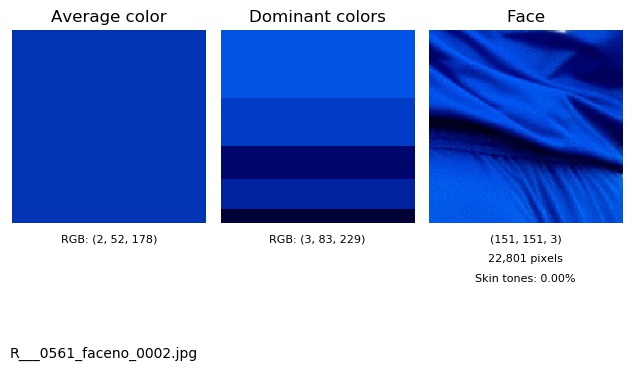 Average color
Dominant colors
Face
RGB: (2, 52, 178)
RGB: (3, 83, 229)
(151, 151, 3)
22,801 pixels
Skin tones: 0.00%
R___0561_faceno_0002.jpg